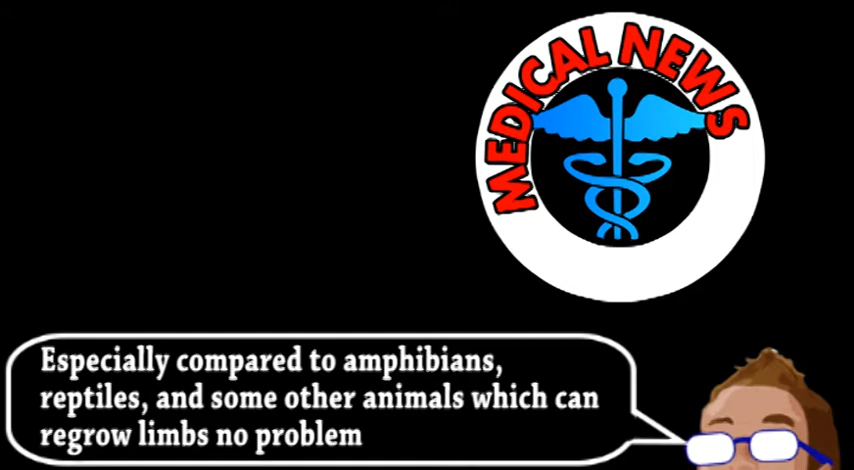 MEDICAL NEWS
Especially compared to amphibians,
reptiles, and some other animals which can
regrow limbs no problem